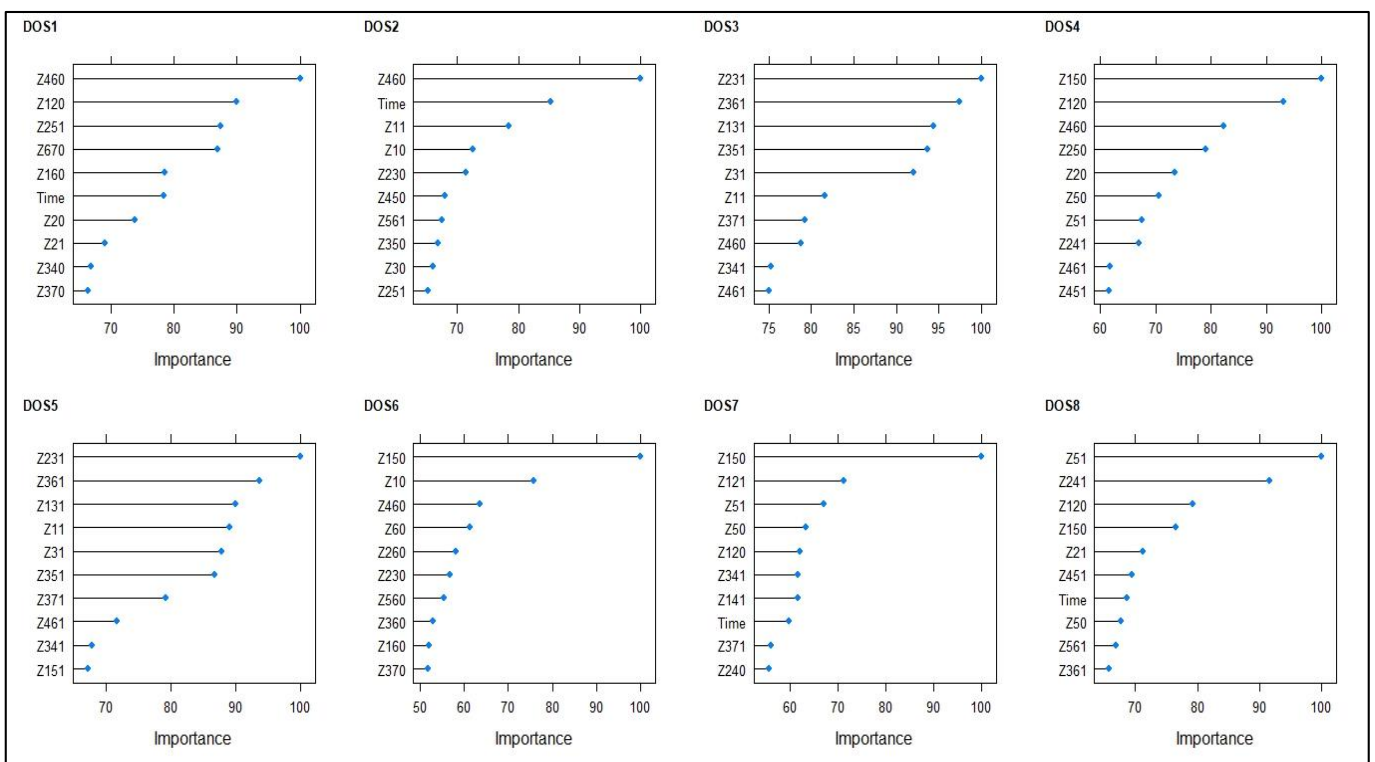 DOS1
Z460
Z120
Z251
Z670
Z160
Time
Z20
Z21
Z340
Z370
70 80 90 100
Importance
DOS2
Z460
Time
Z11
Z10
Z230
Z450
Z561
Z350
Z30
Z251
70 80 90 100
Importance
DOS3
Z231
Z361
Z131
Z351
Z31
Z11
Z371
Z460
Z341
Z461
75 80 85 90 95 100
Importance
DOS4
Z150
Z120
Z460
Z250
Z20
Z50
Z51
Z241
Z461
Z451
60 70 80 90 100
Importance
DOS5
Z231
Z361
Z131
Z11
Z31
Z351
Z371
Z461
Z341
Z151
70 80 90 100
Importance
DOS6
Z150
Z10
Z460
Z60
Z260
Z230
Z560
Z360
Z160
Z370
50 60 70 80 90 100
Importance
DOS7
Z150
Z121
Z51
Z50
Z120
Z341
Z141
Time
Z371
Z240
60 70 80 90 100
Importance
DOS8
Z51
Z241
Z120
Z150
Z21
Z451
Time
Z50
Z561
Z361
70 80 90 100
Importance